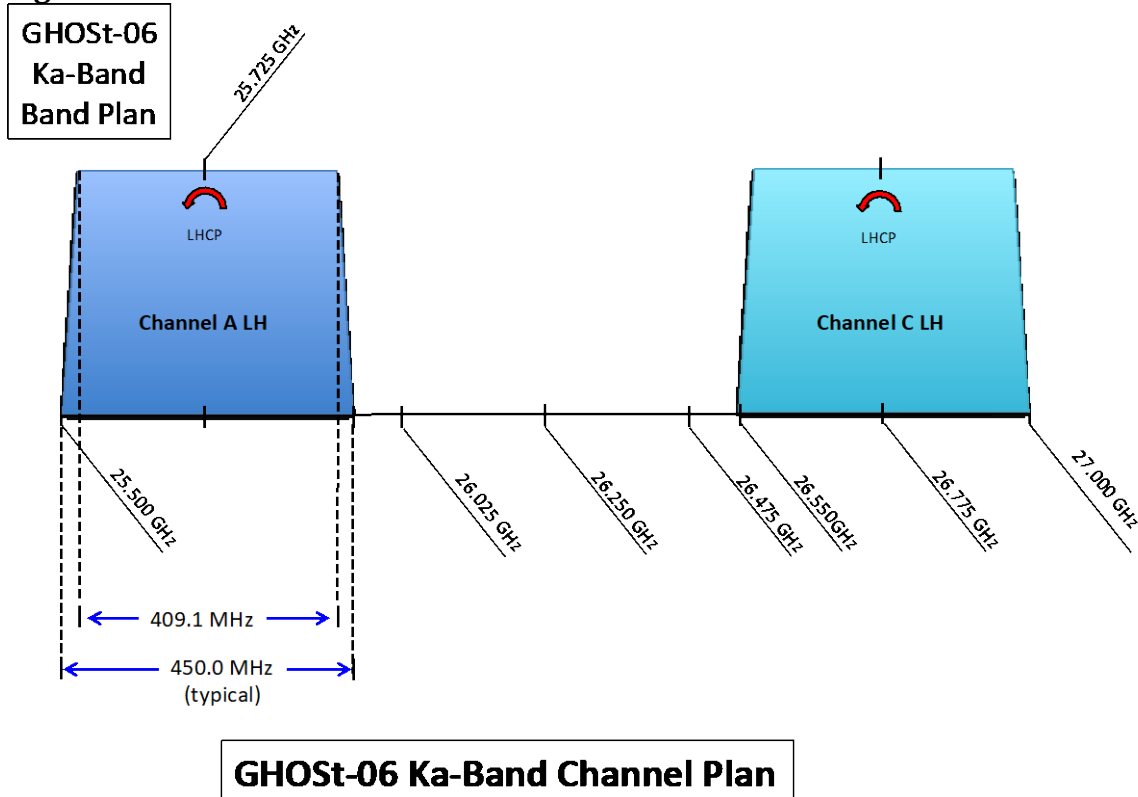 GHOSt-06
Ka-Band
Band Plan
25.725 GHz
LHCP
LHCP
Channel A LH
Channel C LH
25.500 GHz
26.025 GHz
26.250 GHz
26.475 GHz
26.550GHz
26.775 GHz
27.000 GHz
409.1 MHz
450.0 MHz
(typical)
GHOSt-06 Ka-Band Channel Plan